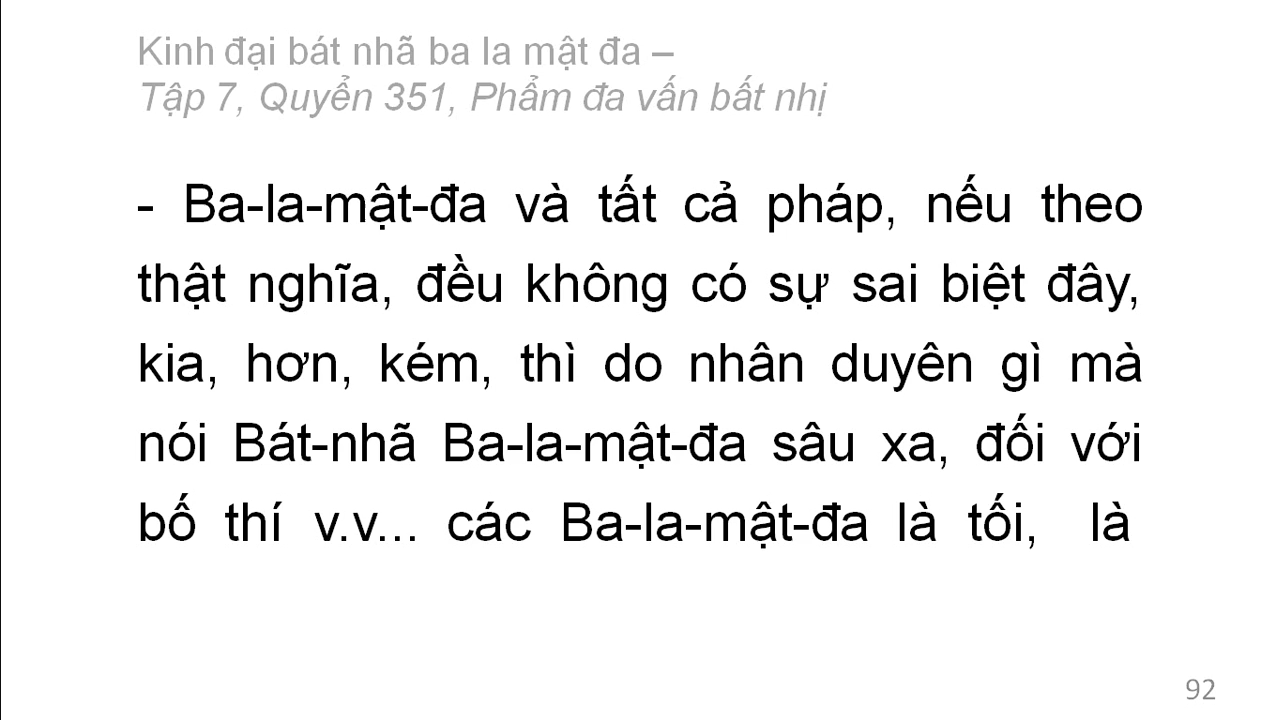 Kinh đại bát nhã ba la mật đa –
Tập 7, Quyển 351, Phẩm đa vấn bất nhị
- Ba-la-mật-đa và tất cả pháp, nếu theo
thật nghĩa, đều không có sự sai biệt đây,
kia, hơn, kém, thì do nhân duyên gì mà
nói Bát-nhã Ba-la-mật-đa sâu xa, đối với
bố thí v.v... các Ba-la-mật-đa là tối, là
92